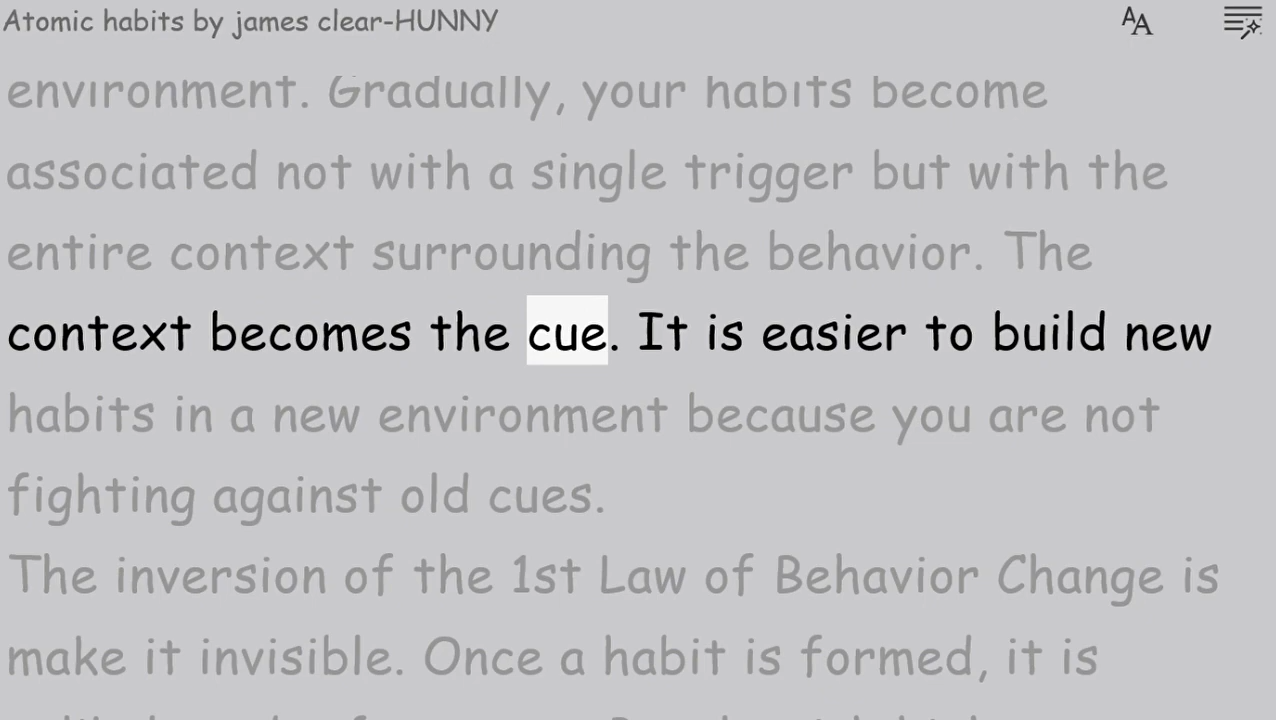 Atomic habits by james clear-HUNNY
AA
environment. Gradually, your habits become
associated not with a single trigger but with the
entire context surrounding the behavior. The
context becomes the cue. It is easier to build new
habits in a new environment because you are not
fighting against old cues.
The inversion of the 1st Law of Behavior Change is
make it invisible. Once a habit is formed, it is